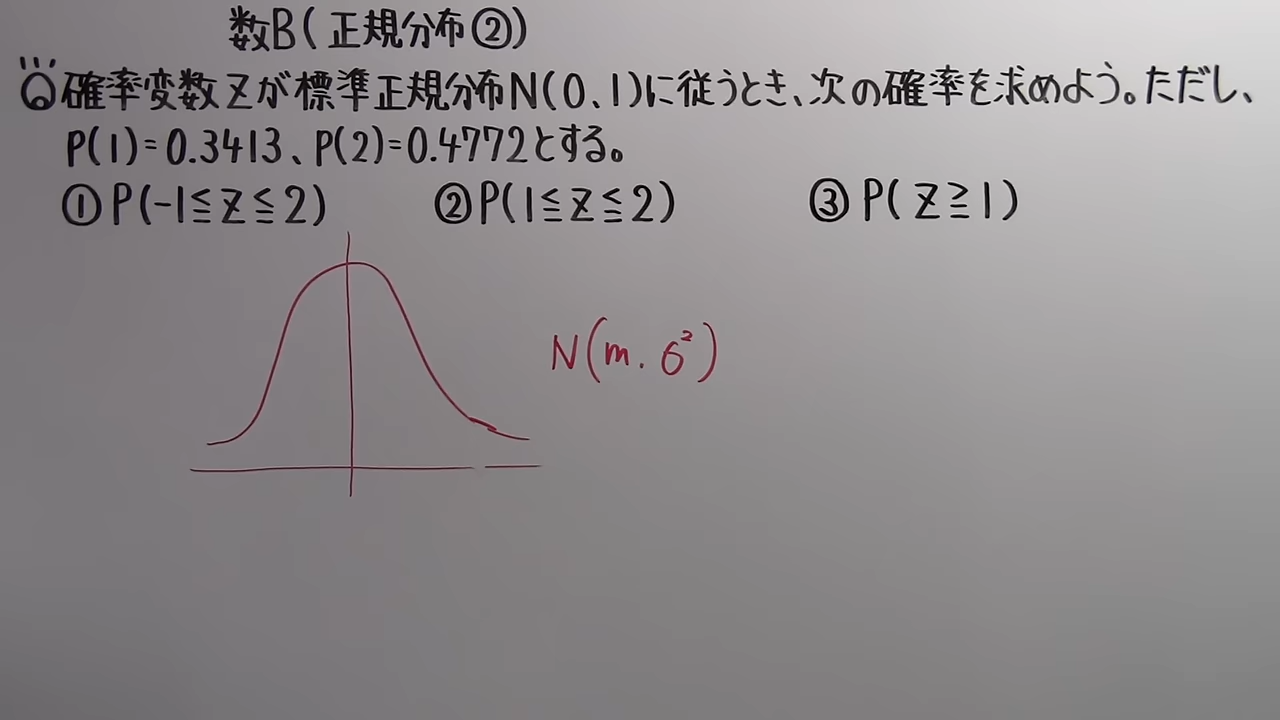 数B(正規分布②)
Q確率変数Zが標準正規分布N(0、1)に従うとき、次の確率を求めよう。ただし、
P(1)=0.3413、P(2)=0.4772とする。
①P(-1≦Z≦2) ②P(1≦Z≦2) ③P(Z≧1)
N(m.σ²)